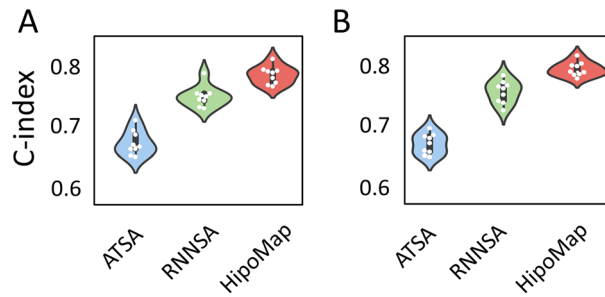 A
B
C-index
0.8
0.7
0.6
0.8
0.7
0.6
ATSA
RNNSA
HipoMap
ATSA
RNNSA
HipoMap